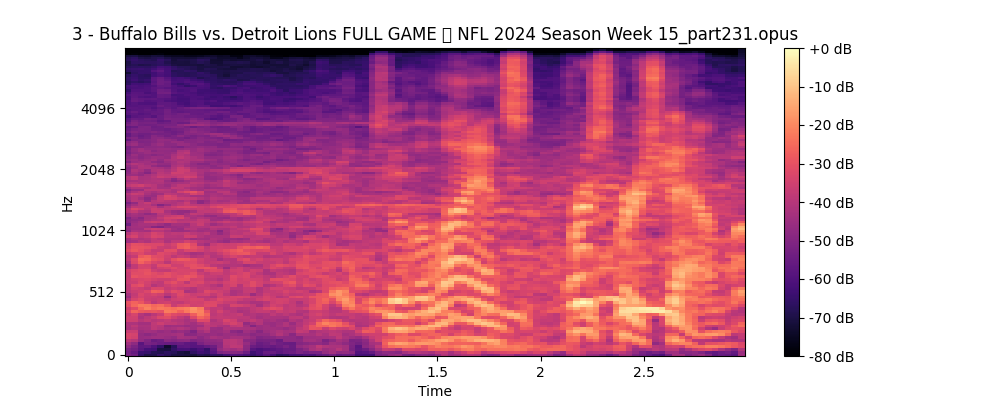 3 - Buffalo Bills vs. Detroit Lions FULL GAME ▯ NFL 2024 Season Week 15_part231.opus
+0 dB
-10 dB
-20 dB
-30 dB
-40 dB
-50 dB
-60 dB
-70 dB
-80 dB
4096
2048
1024
512
0
Hz
0 0.5 1 1.5 2 2.5
Time